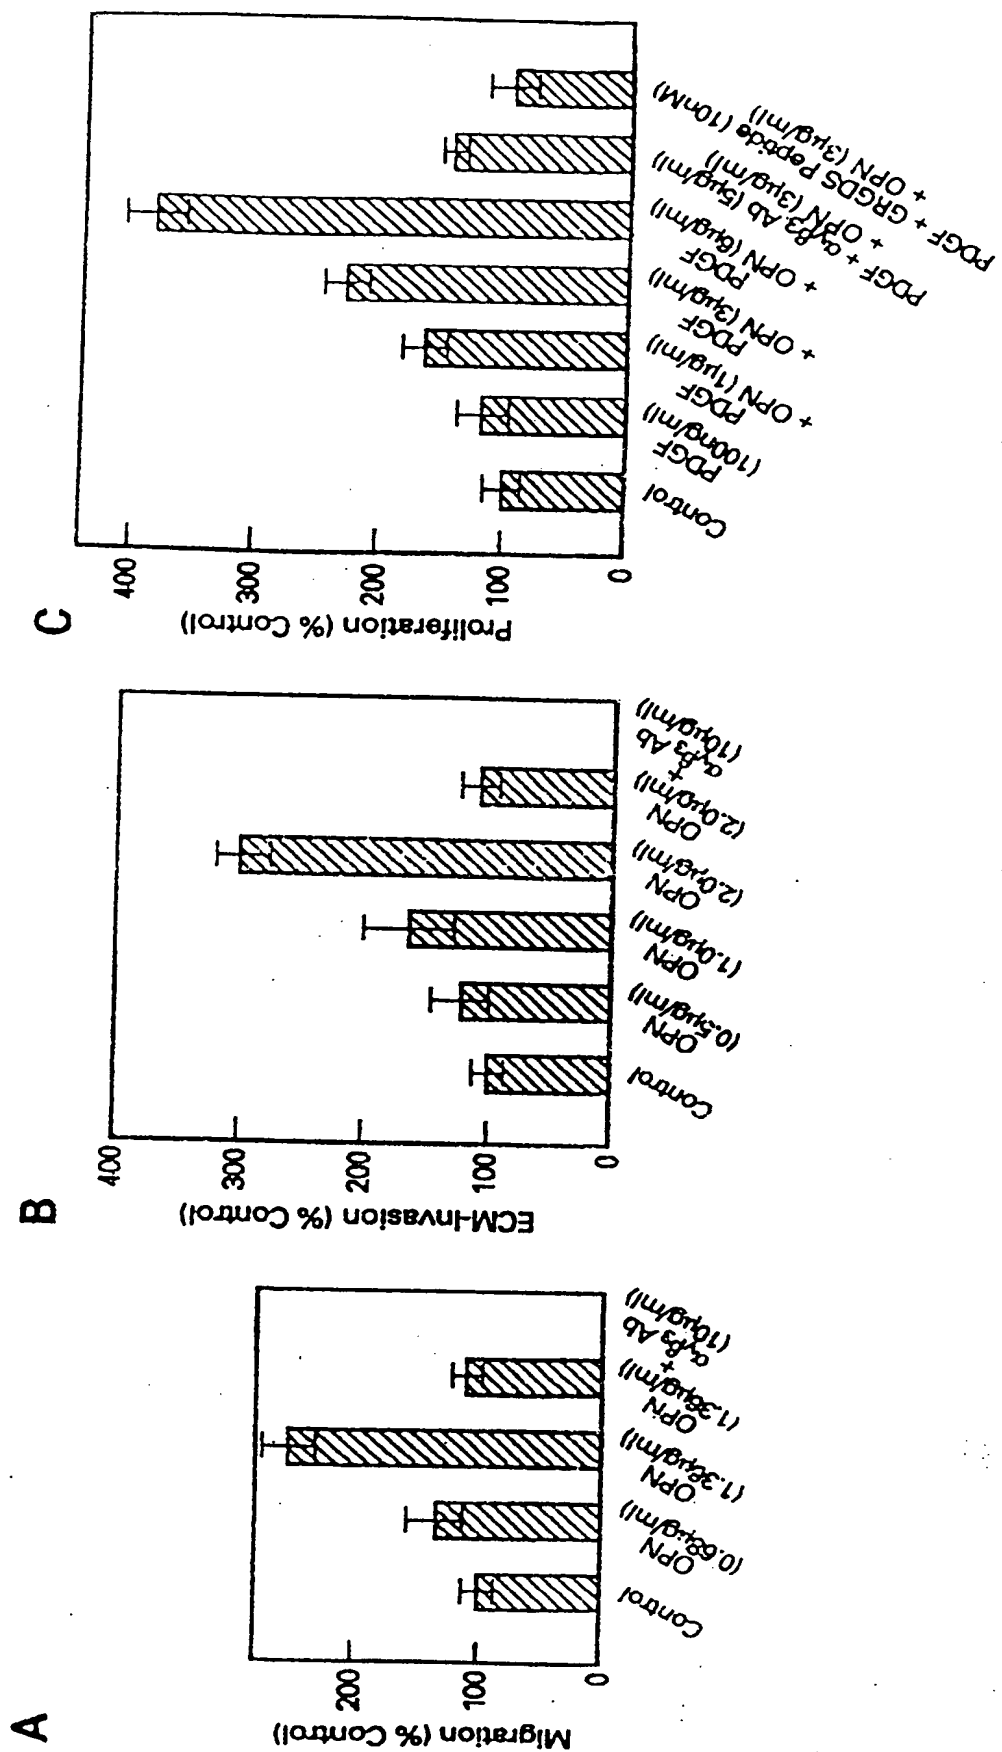 A
Migration (% Control)
200
100
0
Control
OPN
(0.68µg/ml)
OPN
(1.36µg/ml)
OPN
(1.36µg/ml)
+
αvβ3 Ab
(10µg/ml)
B
ECM-Invasion (% Control)
400
300
200
100
0
Control
OPN
(0.5µg/ml)
OPN
(1.0µg/ml)
OPN
(2.0µg/ml)
OPN
(2.0µg/ml)
+
αvβ3 Ab
(10µg/ml)
C
Proliferation (% Control)
400
300
200
100
0
Control
PDGF
(100ng/ml)
PDGF
+ OPN (1µg/ml)
PDGF
+ OPN (3µg/ml)
PDGF
+ OPN (6µg/ml)
PDGF + αvβ3 Ab (5µg/ml)
+ OPN (3µg/ml)
PDGF + GRGDS Peptide (10nM)
+ OPN (3µg/ml)